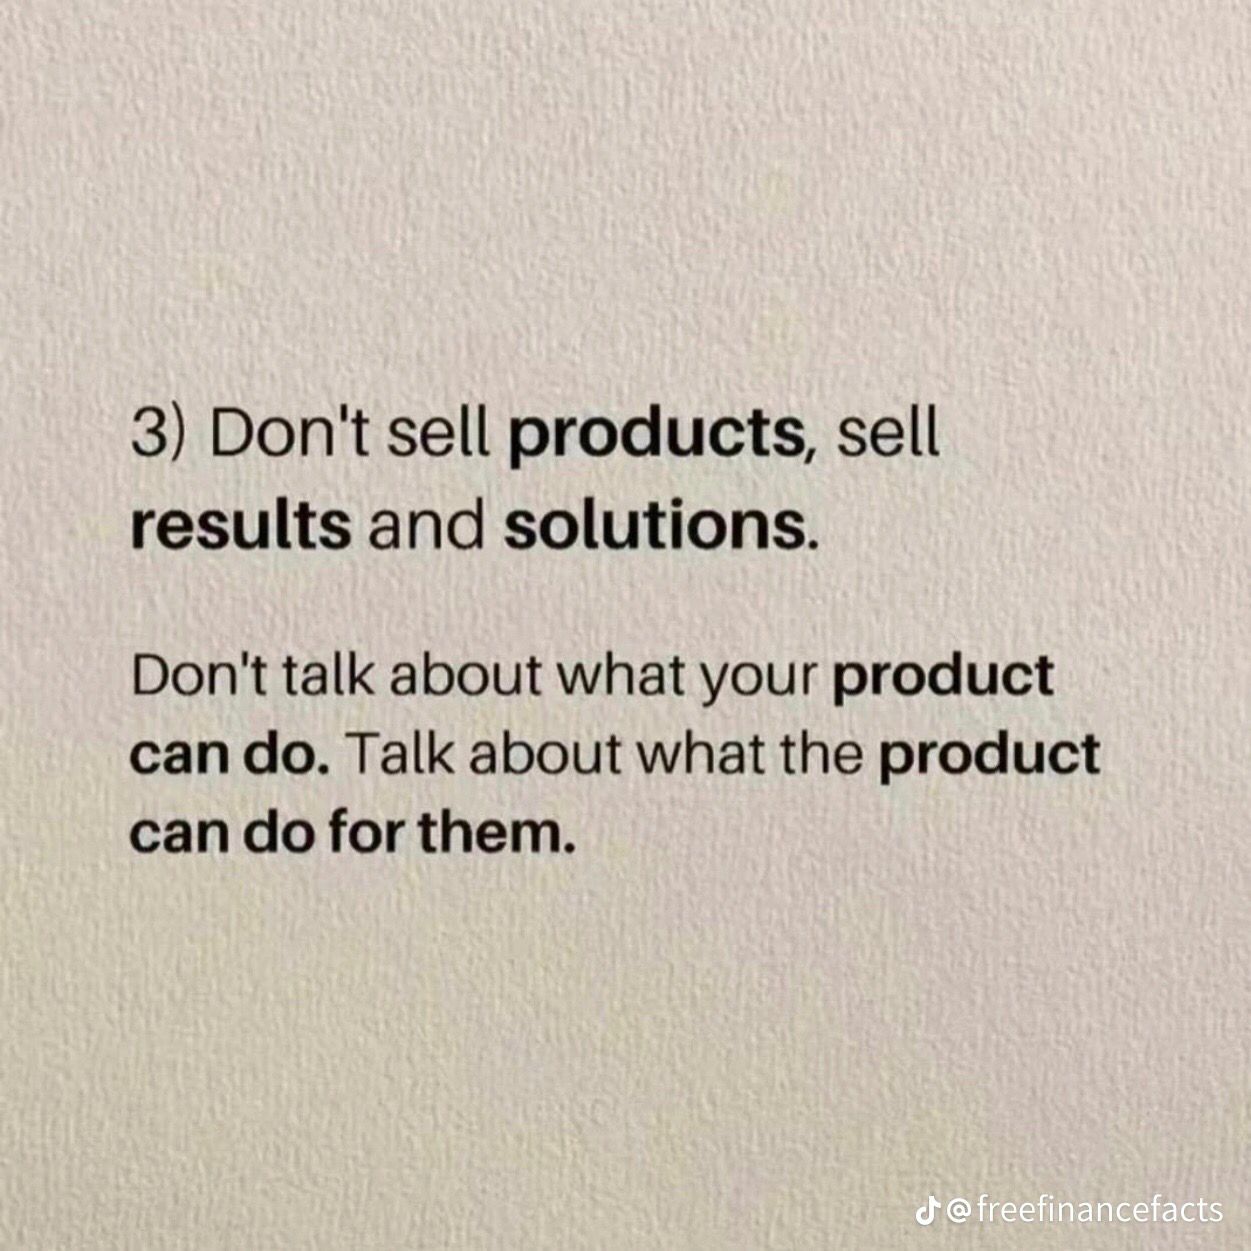 3) Don't sell products, sell
results and solutions.
Don't talk about what your product
can do. Talk about what the product
can do for them.
@freefinancefacts